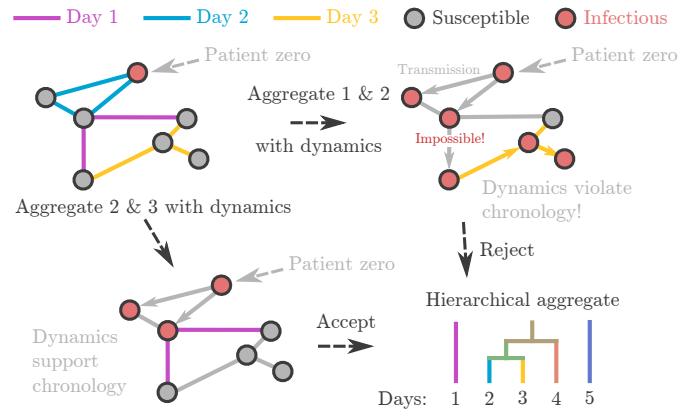 Day 1 Day 2 Day 3 Susceptible Infectious
Patient zero
Aggregate 1 & 2
with dynamics
Transmission
Patient zero
Impossible!
Dynamics violate
chronology!
Aggregate 2 & 3 with dynamics
Reject
Patient zero
Dynamics
support
chronology
Accept
Hierarchical aggregate
Days: 1 2 3 4 5